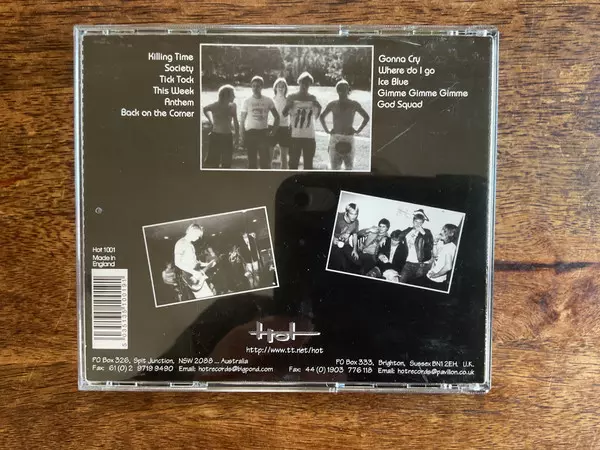 Killing Time
Society
Tick Tock
This Week
Anthem
Back on the Corner
Gonna Cry
Where do I go
Ice Blue
Gimme Gimme Gimme
God Squad
Hot 1001
Made in
England
Hot
http://www.tt.net/hot
PO Box 326, Spit Junction, NSW 2088 ... Australia
Fax: 61 (0) 2 9719 9490 Email: hotrecords@bigpond.com
PO Box 333, Brighton, Sussex BN1 2EH. U.K.
Fax: 44 (0) 1903 776 118 Email: hotrecords@pavilion.co.uk